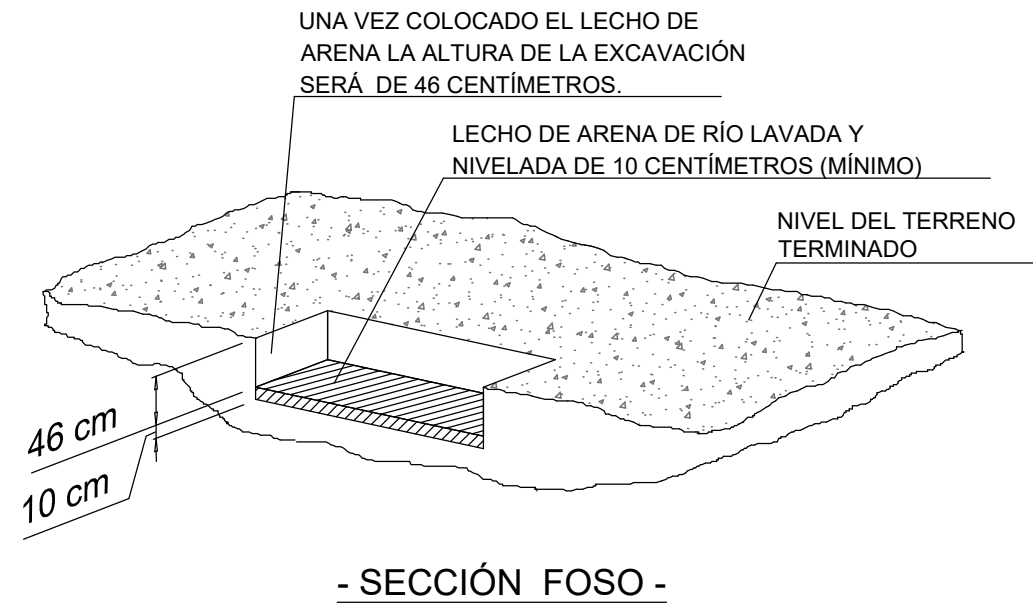 UNA VEZ COLOCADO EL LECHO DE
ARENA LA ALTURA DE LA EXCAVACIÓN
SERÁ DE 46 CENTÍMETROS.
LECHO DE ARENA DE RÍO LAVADA Y
NIVELADA DE 10 CENTÍMETROS (MÍNIMO)
NIVEL DEL TERRENO
TERMINADO
46 cm
10 cm
- SECCIÓN FOSO -